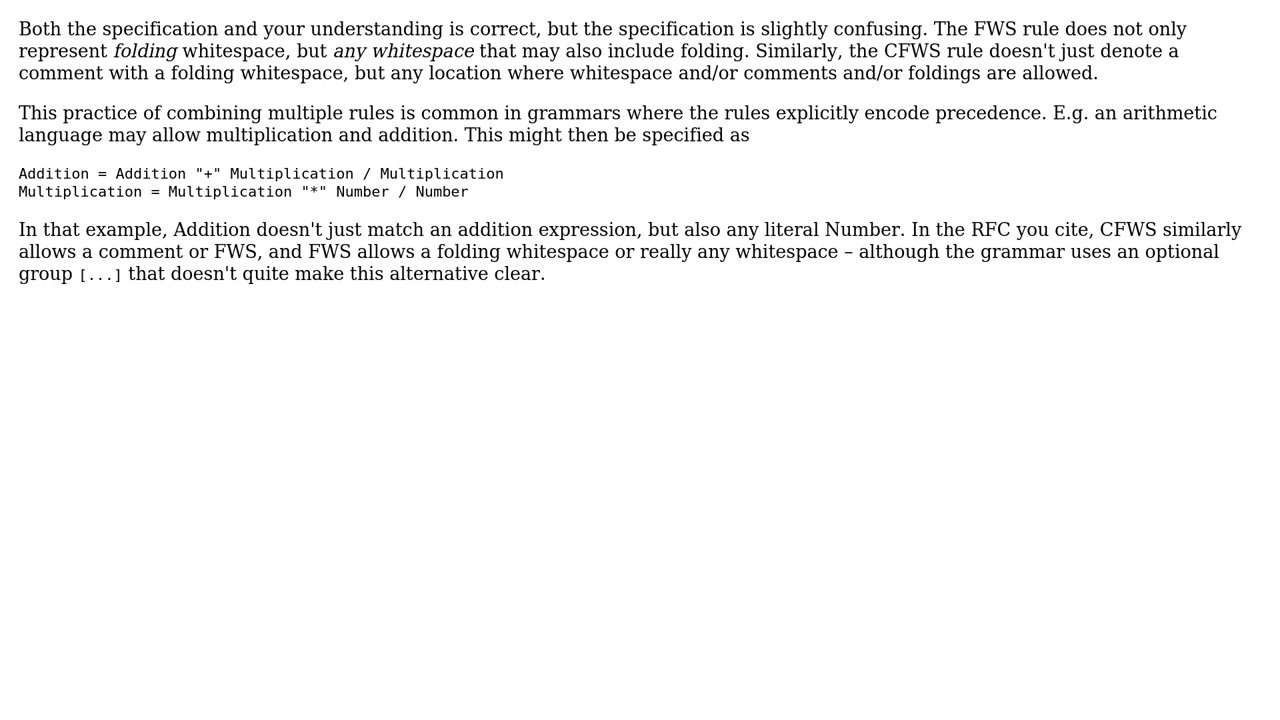 Both the specification and your understanding is correct, but the specification is slightly confusing. The FWS rule does not only
represent folding whitespace, but any whitespace that may also include folding. Similarly, the CFWS rule doesn't just denote a
comment with a folding whitespace, but any location where whitespace and/or comments and/or foldings are allowed.
This practice of combining multiple rules is common in grammars where the rules explicitly encode precedence. E.g. an arithmetic
language may allow multiplication and addition. This might then be specified as
Addition = Addition "+" Multiplication / Multiplication
Multiplication = Multiplication "*" Number / Number
In that example, Addition doesn't just match an addition expression, but also any literal Number. In the RFC you cite, CFWS similarly
allows a comment or FWS, and FWS allows a folding whitespace or really any whitespace – although the grammar uses an optional
group [...] that doesn't quite make this alternative clear.